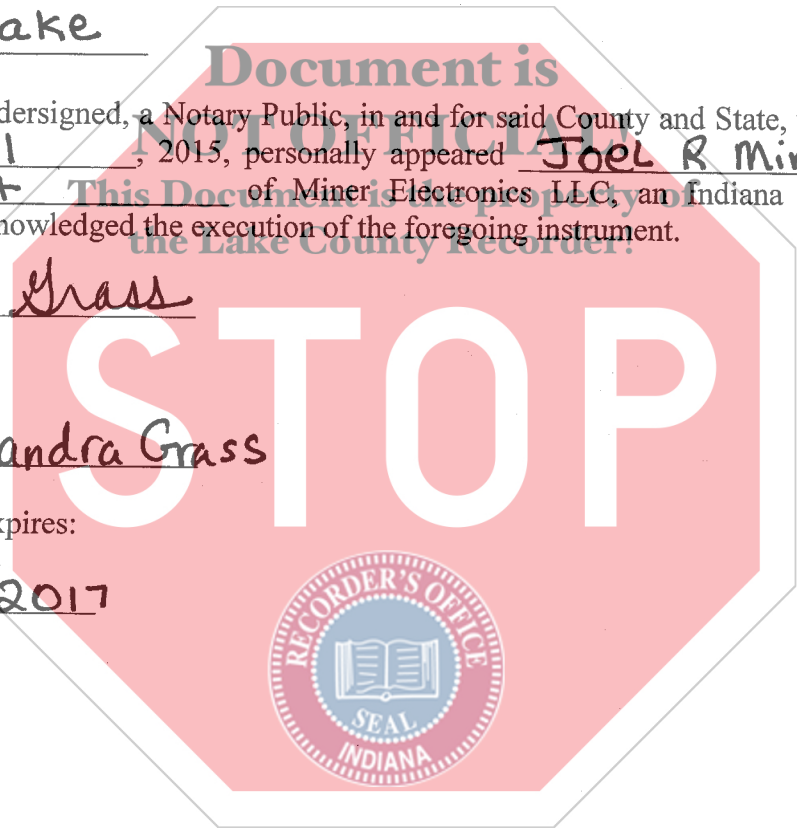 ake
Document is
dersigned, a Notary Public, in and for said County and State,
NOT OFFICIAL!
1, 2015, personally appeared Joel R Min
This Document is the property of
t of Miner Electronics LLC, an Indiana
nowledged the execution of the foregoing instrument.
the Lake County Recorder!
Grass
STOP
andra Grass
xpires:
2017
RECORDER'S OFFICE
SEAL
INDIANA